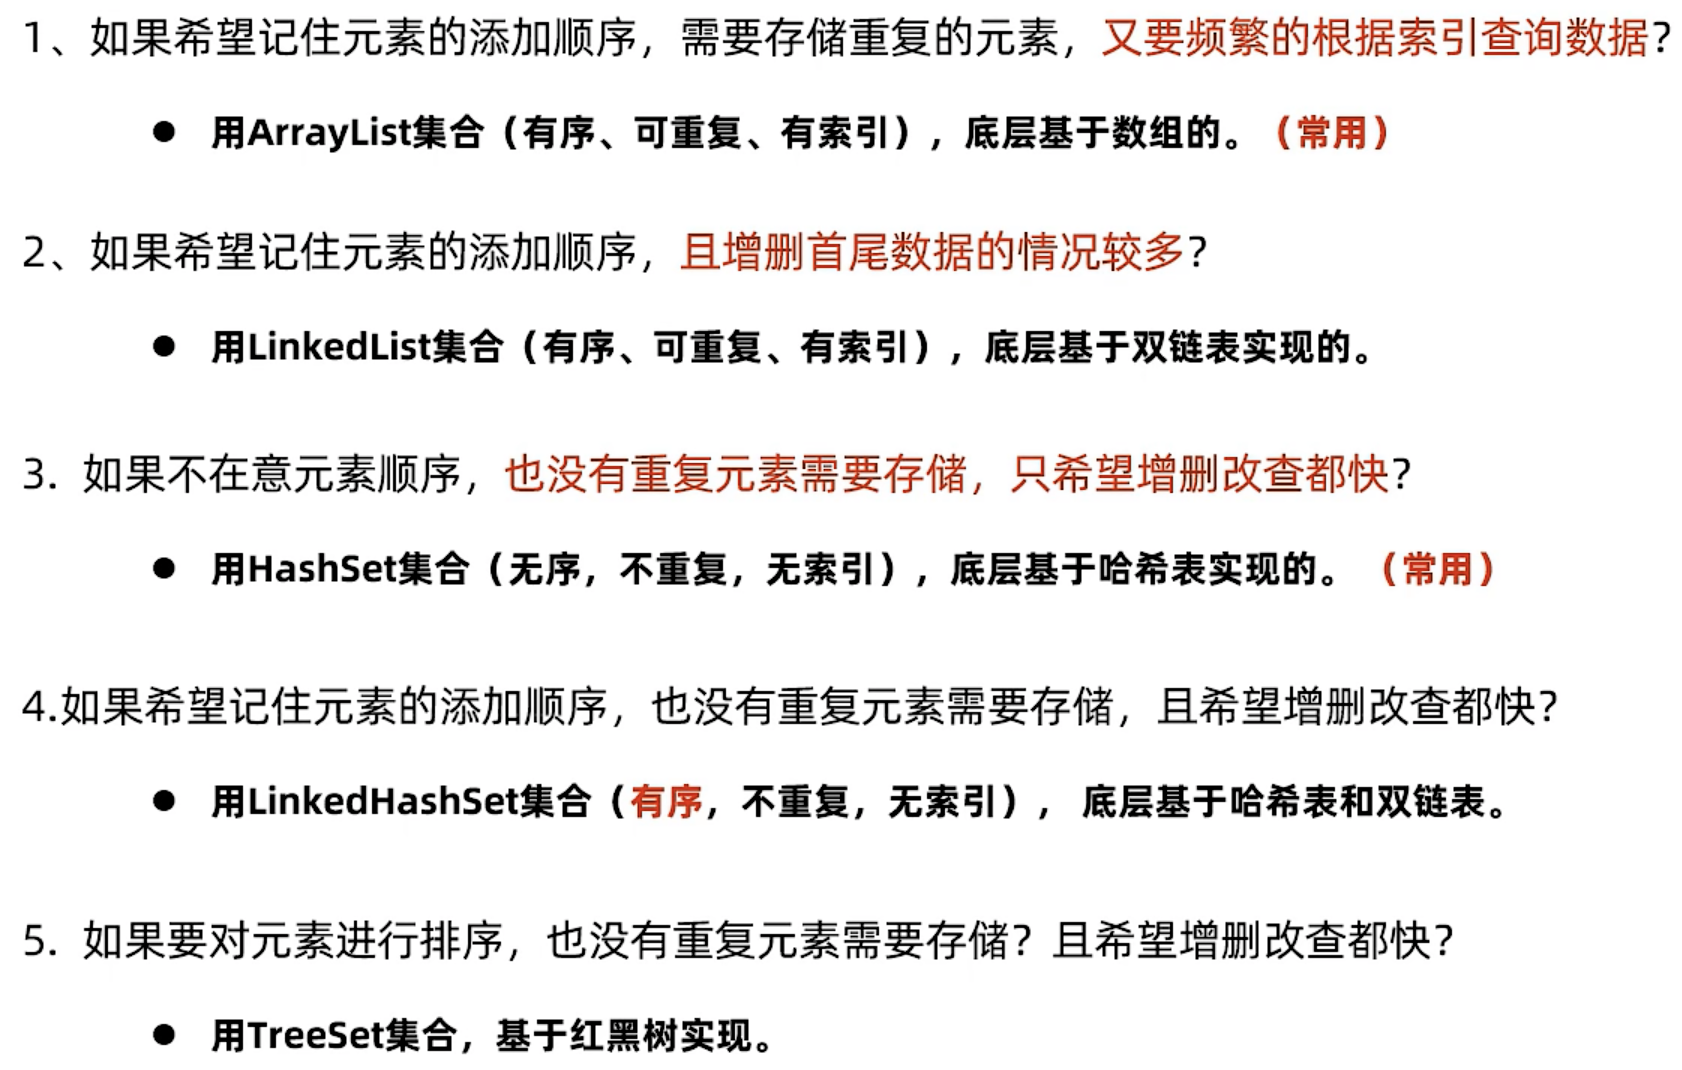 1、如果希望记住元素的添加顺序，需要存储重复的元素，又要频繁的根据索引查询数据？
● 用ArrayList集合（有序、可重复、有索引），底层基于数组的。（常用）
2、如果希望记住元素的添加顺序，且增删首尾数据的情况较多？
● 用LinkedList集合（有序、可重复、有索引），底层基于双链表实现的。
3. 如果不在意元素顺序，也没有重复元素需要存储，只希望增删改查都快？
● 用HashSet集合（无序，不重复，无索引），底层基于哈希表实现的。（常用）
4.如果希望记住元素的添加顺序，也没有重复元素需要存储，且希望增删改查都快？
● 用LinkedHashSet集合（有序，不重复，无索引），底层基于哈希表和双链表。
5. 如果要对元素进行排序，也没有重复元素需要存储？且希望增删改查都快？
● 用TreeSet集合，基于红黑树实现。